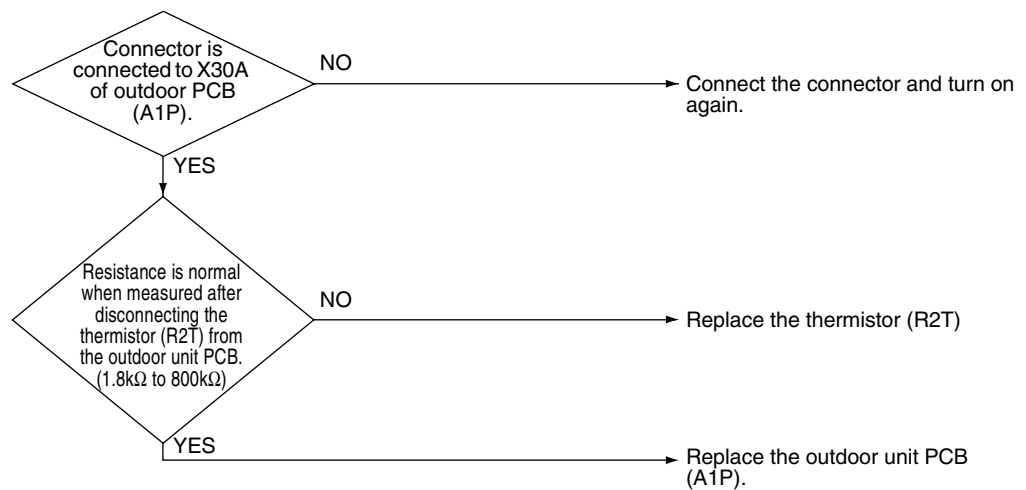 Connector is
connected to X30A
of outdoor PCB
(A1P).
NO
Connect the connector and turn on
again.
YES
Resistance is normal
when measured after
disconnecting the
thermistor (R2T) from
the outdoor unit PCB.
(1.8kΩ to 800kΩ)
NO
Replace the thermistor (R2T)
YES
Replace the outdoor unit PCB
(A1P).